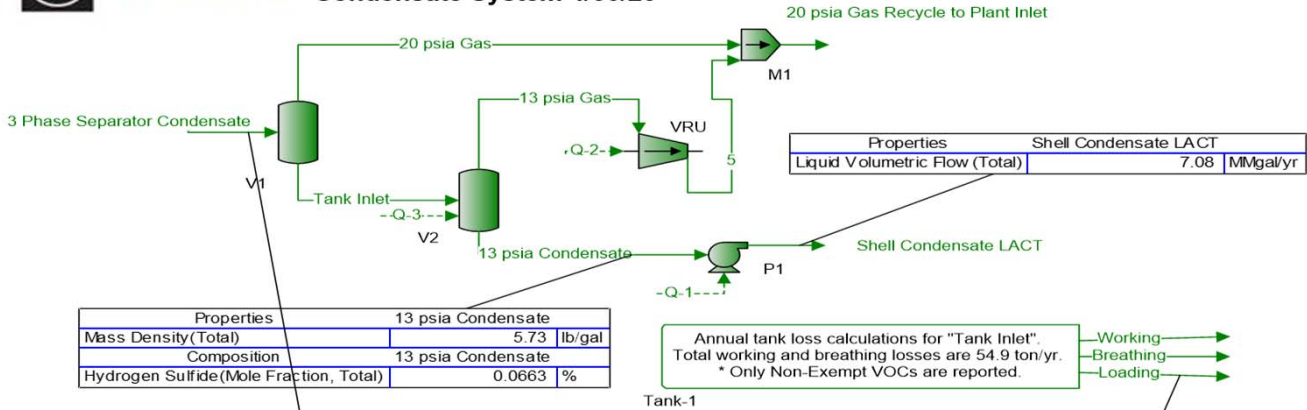 20 psia Gas Recycle to Plant Inlet
20 psia Gas
M1
3 Phase Separator Condensate
13 psia Gas
VRU
Q-2
5
Properties Shell Condensate LACT
Liquid Volumetric Flow (Total) 7.08 MMgal/yr
V1
Tank Inlet
Q-3
V2
13 psia Condensate
Shell Condensate LACT
P1
Q-1
Properties 13 psia Condensate
Mass Density(Total) 5.73 lb/gal
Composition 13 psia Condensate
Hydrogen Sulfide(Mole Fraction, Total) 0.0663 %
Annual tank loss calculations for "Tank Inlet".
Total working and breathing losses are 54.9 ton/yr.
* Only Non-Exempt VOCs are reported.
Working
Breathing
Loading
Tank-1